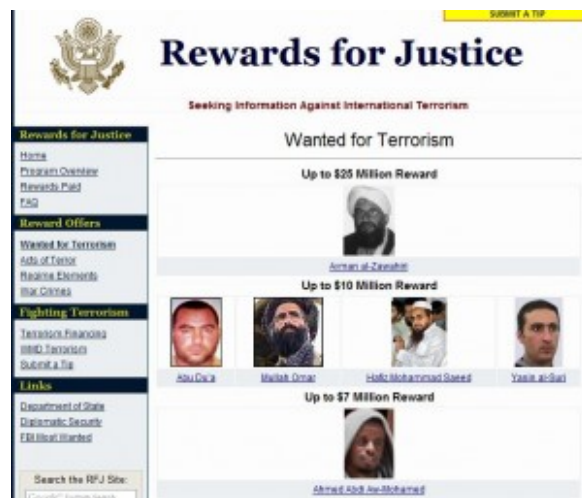 SUBMIT A TIP
Rewards for Justice
Seeking Information Against International Terrorism
Rewards for Justice
Home
Program Overview
Rewards Paid
FAQ
Reward Offers
Wanted for Terrorism
Acts of Terror
Regime Elements
War Crimes
Fighting Terrorism
Terrorism Financing
WMD Terrorism
Submit a Tip
Links
Department of State
Diplomatic Security
FBI Most Wanted
Search the RFJ Site:
Wanted for Terrorism
Up to $25 Million Reward
Ayman al-Zawahiri
Up to $10 Million Reward
Abu Du'a Mullah Omar Hafiz Mohammad Saeed Yasin al-Suri
Up to $7 Million Reward
Ahmed Abdi Aw-Mohamed